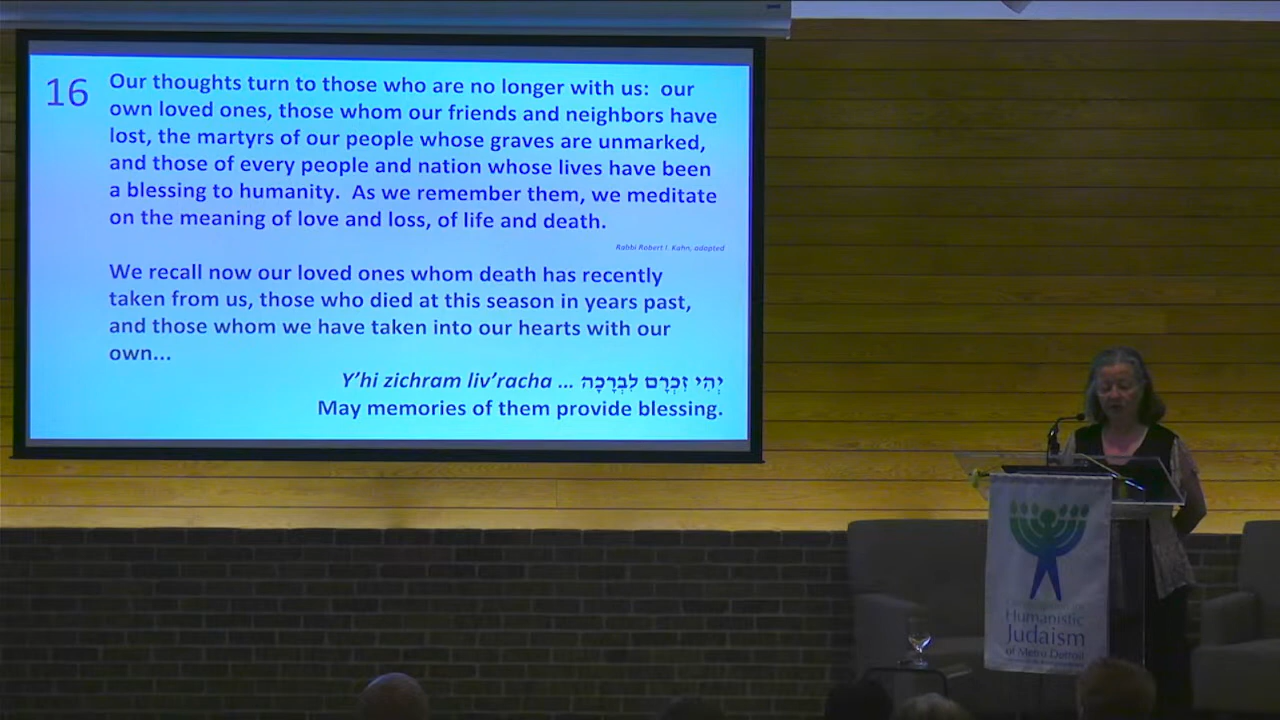 16
Our thoughts turn to those who are no longer with us:  our
own loved ones, those whom our friends and neighbors have
lost, the martyrs of our people whose graves are unmarked,
and those of every people and nation whose lives have been
a blessing to humanity.  As we remember them, we meditate
on the meaning of love and loss, of life and death.
Rabbi Robert I. Kahn, adapted
We recall now our loved ones whom death has recently
taken from us, those who died at this season in years past,
and those whom we have taken into our hearts with our
own...
Y'hi zichram liv'racha ... יְהִי זִכְרָם לִבְרָכָה
May memories of them provide blessing.
Humanistic
Judaism
of Metro Detroit